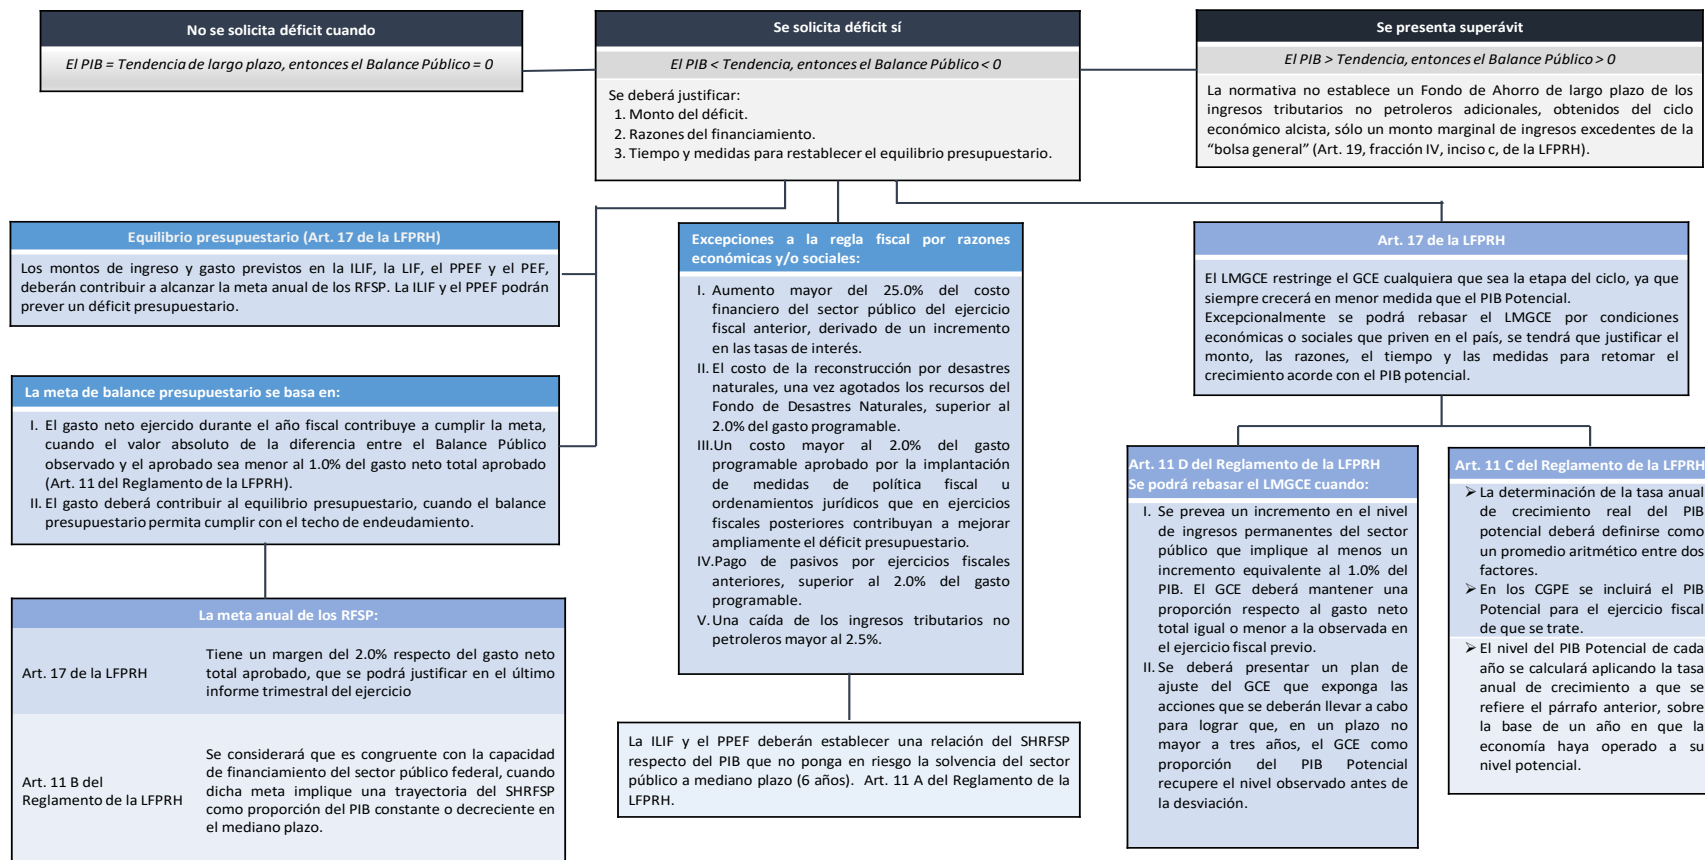 No se solicita déficit cuando
El PIB = Tendencia de largo plazo, entonces el Balance Público = 0
Se solicita déficit sí
El PIB < Tendencia, entonces el Balance Público < 0
Se deberá justificar:
1. Monto del déficit.
2. Razones del financiamiento.
3. Tiempo y medidas para restablecer el equilibrio presupuestario.
Se presenta superávit
El PIB > Tendencia, entonces el Balance Público > 0
La normativa no establece un Fondo de Ahorro de largo plazo de los
ingresos tributarios no petroleros adicionales, obtenidos del ciclo
económico alcista, sólo un monto marginal de ingresos excedentes de la
“bolsa general” (Art. 19, fracción IV, inciso c, de la LFPRH).
Equilibrio presupuestario (Art. 17 de la LFPRH)
Los montos de ingreso y gasto previstos en la ILIF, la LIF, el PPEF y el PEF,
deberán contribuir a alcanzar la meta anual de los RFSP. La ILIF y el PPEF podrán
prever un déficit presupuestario.
La meta de balance presupuestario se basa en:
I. El gasto neto ejercido durante el año fiscal contribuye a cumplir la meta,
cuando el valor absoluto de la diferencia entre el Balance Público
observado y el aprobado sea menor al 1.0% del gasto neto total aprobado
(Art. 11 del Reglamento de la LFPRH).
II. El gasto deberá contribuir al equilibrio presupuestario, cuando el balance
presupuestario permita cumplir con el techo de endeudamiento.
La meta anual de los RFSP:
Art. 17 de la LFPRH
Tiene un margen del 2.0% respecto del gasto neto
total aprobado, que se podrá justificar en el último
informe trimestral del ejercicio
Art. 11 B del
Reglamento de la LFPRH
Se considerará que es congruente con la capacidad
de financiamiento del sector público federal, cuando
dicha meta implique una trayectoria del SHRFSP
como proporción del PIB constante o decreciente en
el mediano plazo.
Excepciones a la regla fiscal por razones
económicas y/o sociales:
I. Aumento mayor del 25.0% del costo
financiero del sector público del ejercicio
fiscal anterior, derivado de un incremento
en las tasas de interés.
II. El costo de la reconstrucción por desastres
naturales, una vez agotados los recursos del
Fondo de Desastres Naturales, superior al
2.0% del gasto programable.
III.Un costo mayor al 2.0% del gasto
programable aprobado por la implantación
de medidas de política fiscal u
ordenamientos jurídicos que en ejercicios
fiscales posteriores contribuyan a mejorar
ampliamente el déficit presupuestario.
IV.Pago de pasivos por ejercicios fiscales
anteriores, superior al 2.0% del gasto
programable.
V. Una caída de los ingresos tributarios no
petroleros mayor al 2.5%.
La ILIF y el PPEF deberán establecer una relación del SHRFSP
respecto del PIB que no ponga en riesgo la solvencia del sector
público a mediano plazo (6 años). Art. 11 A del Reglamento de la
LFPRH.
Art. 17 de la LFPRH
El LMGCE restringe el GCE cualquiera que sea la etapa del ciclo, ya que
siempre crecerá en menor medida que el PIB Potencial.
Excepcionalmente se podrá rebasar el LMGCE por condiciones
económicas o sociales que priven en el país, se tendrá que justificar el
monto, las razones, el tiempo y las medidas para retomar el
crecimiento acorde con el PIB potencial.
Art. 11 D del Reglamento de la LFPRH
Se podrá rebasar el LMGCE cuando:
I. Se prevea un incremento en el nivel
de ingresos permanentes del sector
público que implique al menos un
incremento equivalente al 1.0% del
PIB. El GCE deberá mantener una
proporción respecto al gasto neto
total igual o menor a la observada en
el ejercicio fiscal previo.
II. Se deberá presentar un plan de
ajuste del GCE que exponga las
acciones que se deberán llevar a cabo
para lograr que, en un plazo no
mayor a tres años, el GCE como
proporción del PIB Potencial
recupere el nivel observado antes de
la desviación.
Art. 11 C del Reglamento de la LFPRH
➢ La determinación de la tasa anual
de crecimiento real del PIB
potencial deberá definirse como
un promedio aritmético entre dos
factores.
➢ En los CGPE se incluirá el PIB
Potencial para el ejercicio fiscal
de que se trate.
➢ El nivel del PIB Potencial de cada
año se calculará aplicando la tasa
anual de crecimiento a que se
refiere el párrafo anterior, sobre
la base de un año en que la
economía haya operado a su
nivel potencial.